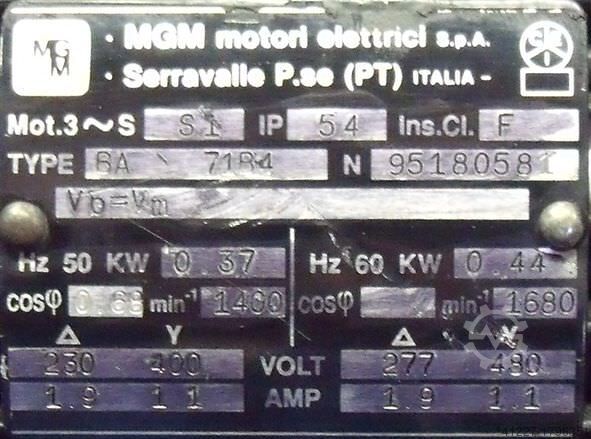 MGM
MGM motori elettrici S.p.A.
Serravalle P.se (PT) ITALIA -
Mot.3~S S1 IP 54 Ins.Cl. F
TYPE BA 71B4 N 95180581
Vb=Vm
Hz 50 KW 0.37 Hz 60 KW 0.44
cosφ 0.68 min-1 1400 cosφ min-1 1680
Δ Y Δ Y
230 400 VOLT 277 480
1.9 1.1 AMP 1.9 1.1